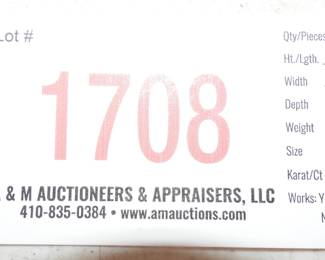 Lot #
1708
& M AUCTIONEERS & APPRAISERS, LLC
410-835-0384 • www.amauctions.com
Qty/Pieces
Ht./Lgth.
Width
Depth
Weight
Size
Karat/Ct
Works: Y
N